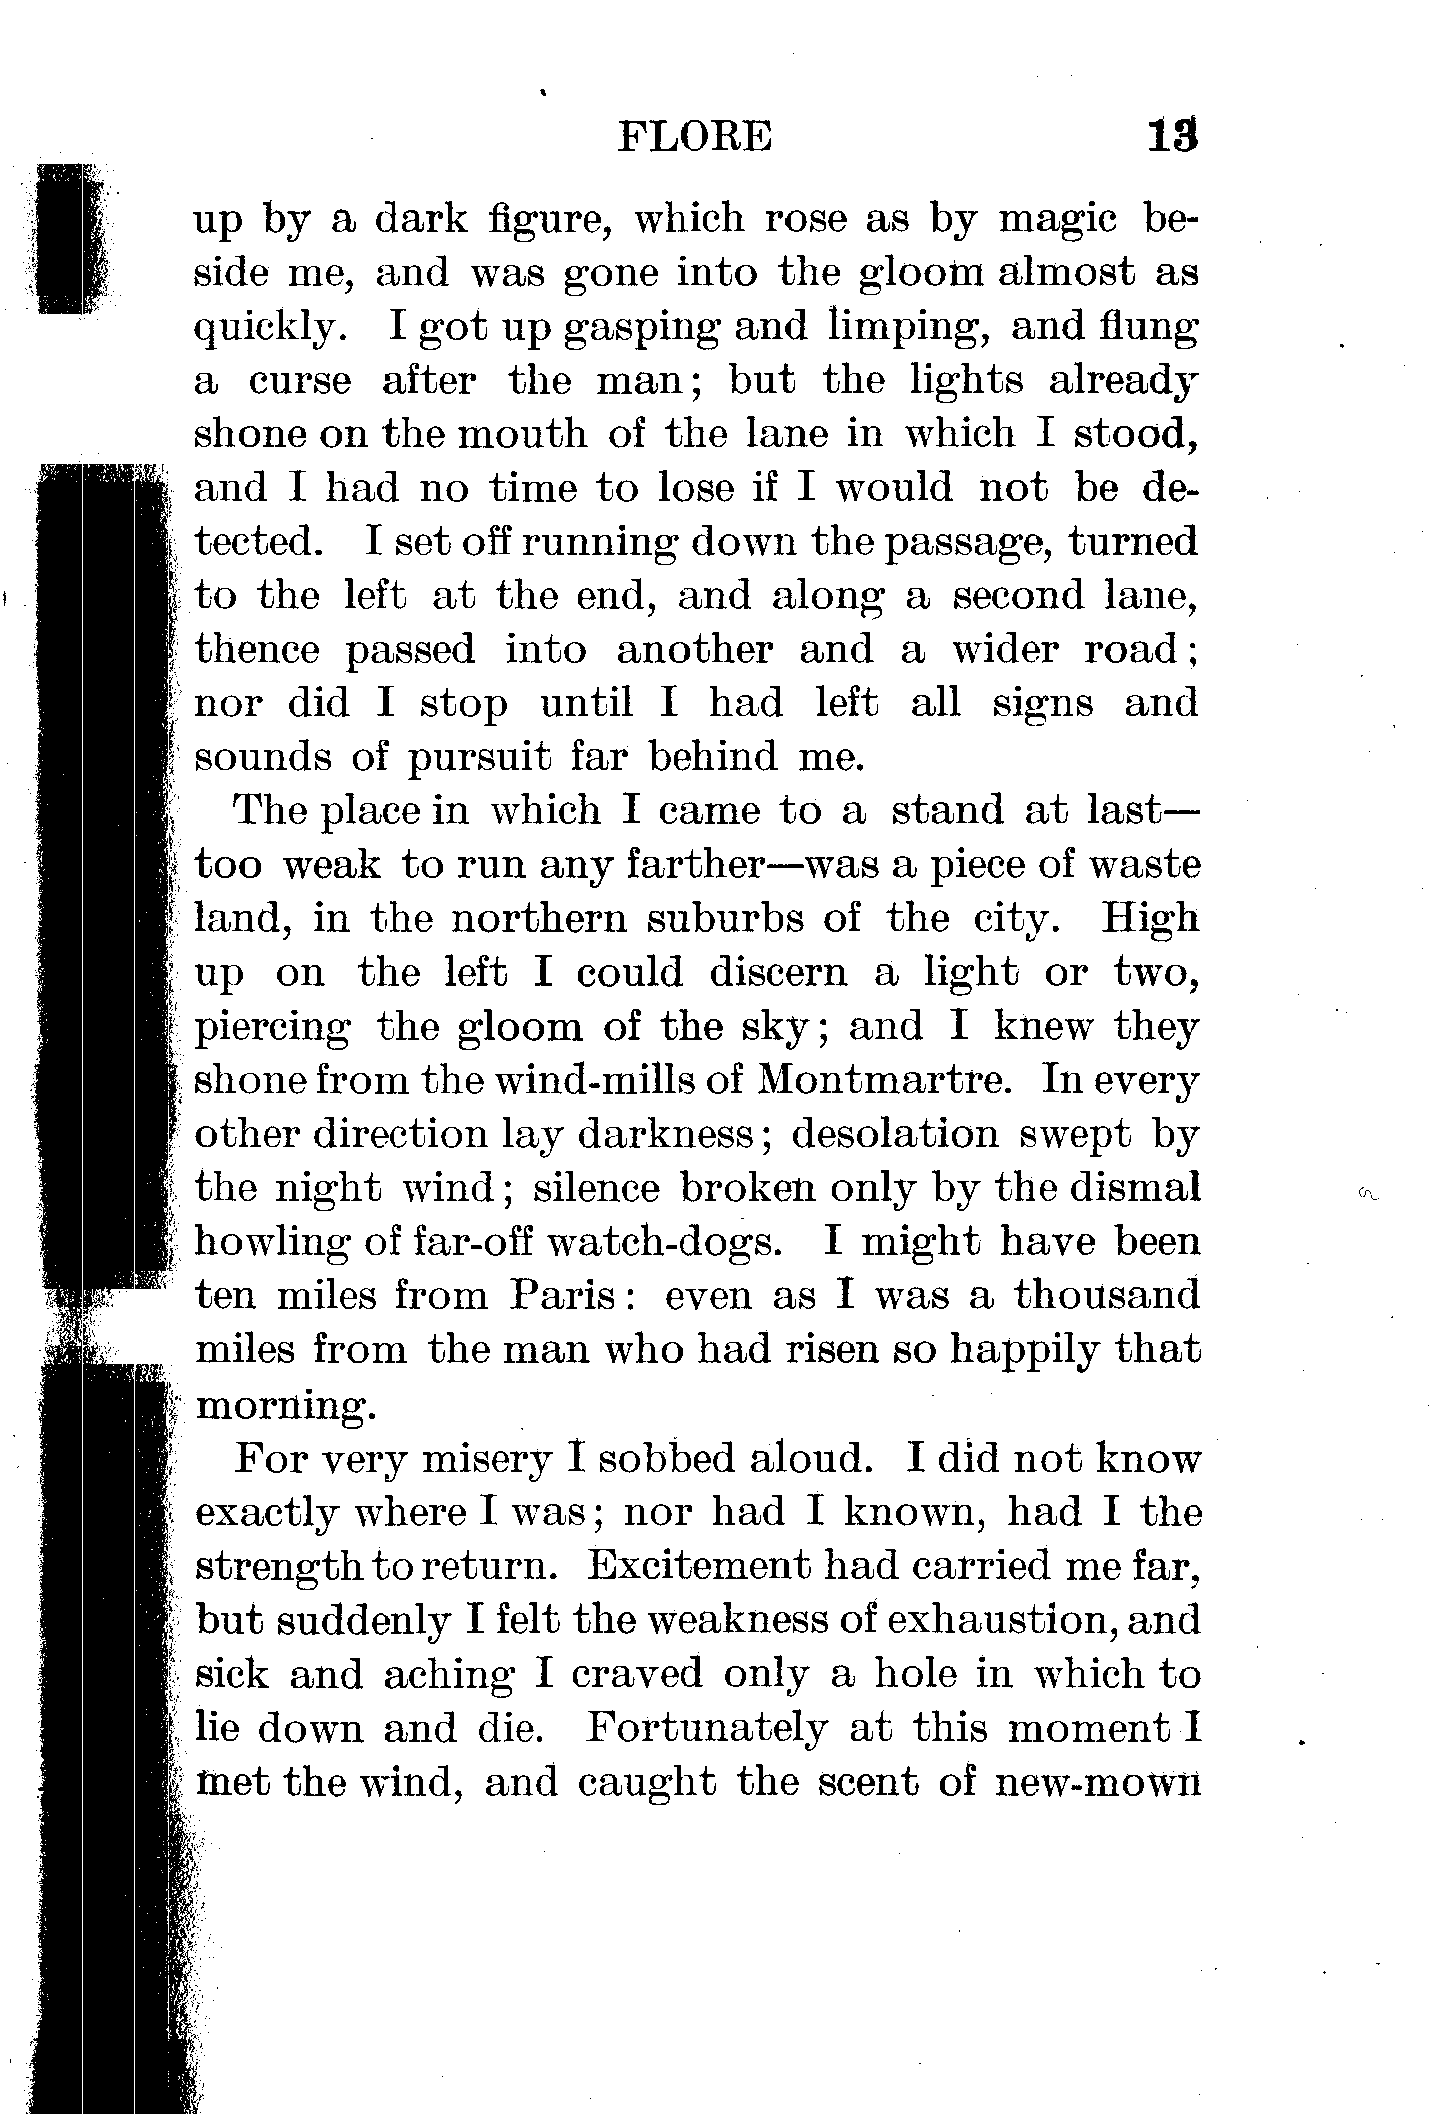 FLORE 13
up by a dark figure, which rose as by magic be-
side me, and was gone into the gloom almost as
quickly. I got up gasping and limping, and flung
a curse after the man; but the lights already
shone on the mouth of the lane in which I stood,
and I had no time to lose if I would not be de-
tected. I set off running down the passage, turned
to the left at the end, and along a second lane,
thence passed into another and a wider road;
nor did I stop until I had left all signs and
sounds of pursuit far behind me.
The place in which I came to a stand at last—
too weak to run any farther—was a piece of waste
land, in the northern suburbs of the city. High
up on the left I could discern a light or two,
piercing the gloom of the sky; and I knew they
shone from the wind-mills of Montmartre. In every
other direction lay darkness; desolation swept by
the night wind; silence broken only by the dismal
howling of far-off watch-dogs. I might have been
ten miles from Paris: even as I was a thousand
miles from the man who had risen so happily that
morning.
For very misery I sobbed aloud. I did not know
exactly where I was; nor had I known, had I the
strength to return. Excitement had carried me far,
but suddenly I felt the weakness of exhaustion, and
sick and aching I craved only a hole in which to
lie down and die. Fortunately at this moment I
met the wind, and caught the scent of new-mown